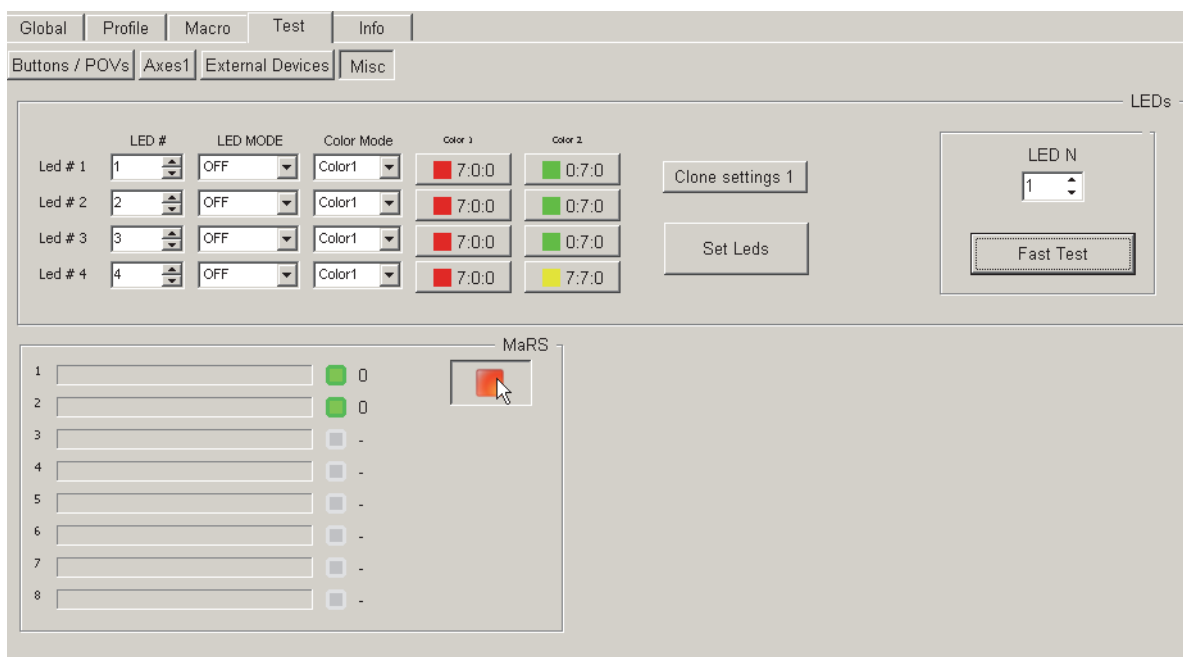 Global Profile Macro Test Info
Buttons / POVs Axes1 External Devices Misc
LEDs
LED # LED MODE Color Mode Color 1 Color 2
Led # 1 1 OFF Color1 7:0:0 0:7:0
Led # 2 2 OFF Color1 7:0:0 0:7:0
Led # 3 3 OFF Color1 7:0:0 0:7:0
Led # 4 4 OFF Color1 7:0:0 7:7:0
Clone settings 1
Set Leds
LED N
1
Fast Test
MaRS
1 0
2 0
3 -
4 -
5 -
6 -
7 -
8 -